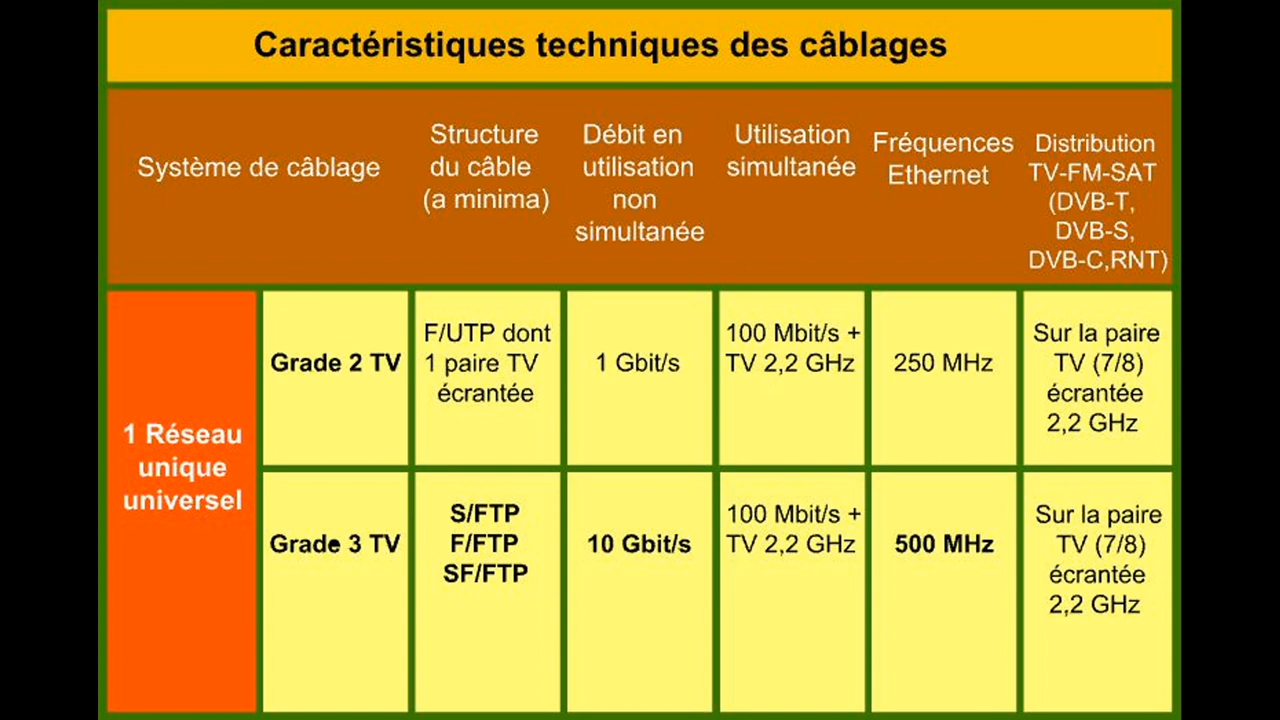 Caractéristiques techniques des câblages
Système de câblage
Structure
du câble
(a minima)
Débit en
utilisation
non
simultanée
Utilisation
simultanée
Fréquences
Ethernet
Distribution
TV-FM-SAT
(DVB-T,
DVB-S,
DVB-C,RNT)
1 Réseau
unique
universel
Grade 2 TV
F/UTP dont
1 paire TV
écrantée
1 Gbit/s
100 Mbit/s +
TV 2,2 GHz
250 MHz
Sur la paire
TV (7/8)
écrantée
2,2 GHz
Grade 3 TV
S/FTP
F/FTP
SF/FTP
10 Gbit/s
100 Mbit/s +
TV 2,2 GHz
500 MHz
Sur la paire
TV (7/8)
écrantée
2,2 GHz